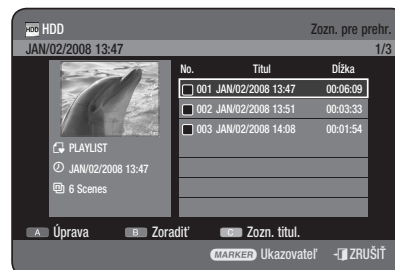 HDD HDD Zozn. pre prehr.
JAN/02/2008 13:47 1/3
No. Titul Dĺžka
001 JAN/02/2008 13:47 00:06:09
002 JAN/02/2008 13:51 00:03:33
003 JAN/02/2008 14:08 00:01:54
PLAYLIST
JAN/02/2008 13:47
6 Scenes
A Úprava B Zoradiť C Zozn. titul.
MARKER Ukazovateľ ZRUŠIŤ